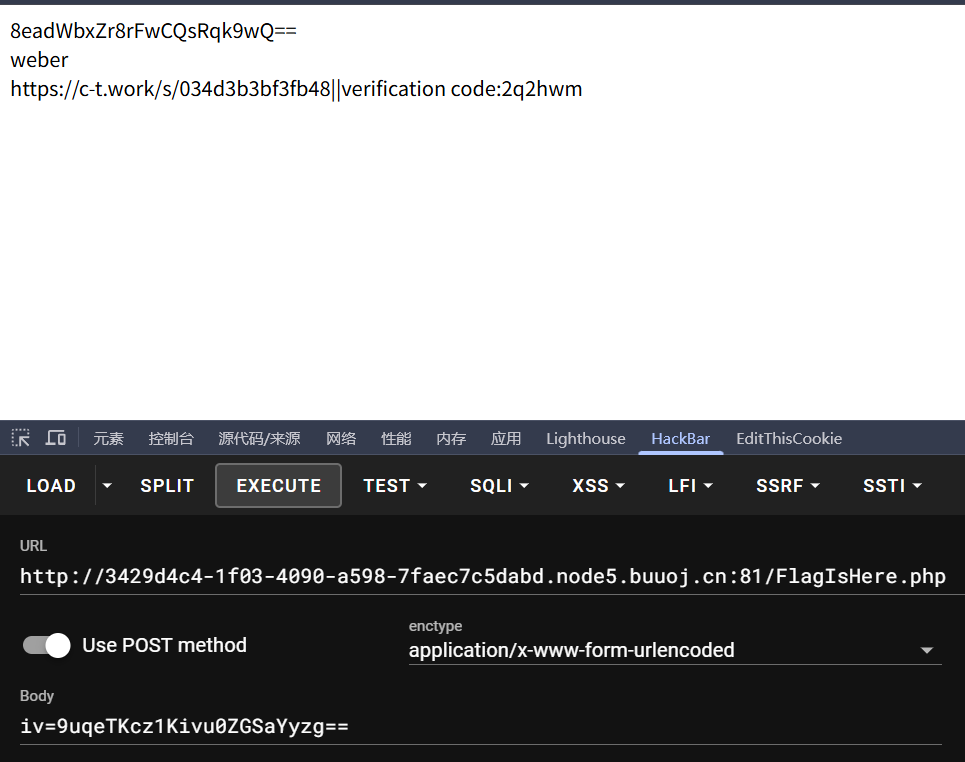 8eadWbxZr8rFwCQsRqk9wQ==
weber
https://c-t.work/s/034d3b3bf3fb48||verification code:2q2hwm
元素 控制台 源代码/来源 网络 性能 内存 应用 Lighthouse HackBar EditThisCookie
LOAD SPLIT EXECUTE TEST SQLI XSS LFI SSRF SSTI
URL
http://3429d4c4-1f03-4090-a598-7faec7c5dabd.node5.buuoj.cn:81/FlagIsHere.php
Use POST method
enctype
application/x-www-form-urlencoded
Body
iv=9uqeTKcz1Kivu0ZGSaYyzg==